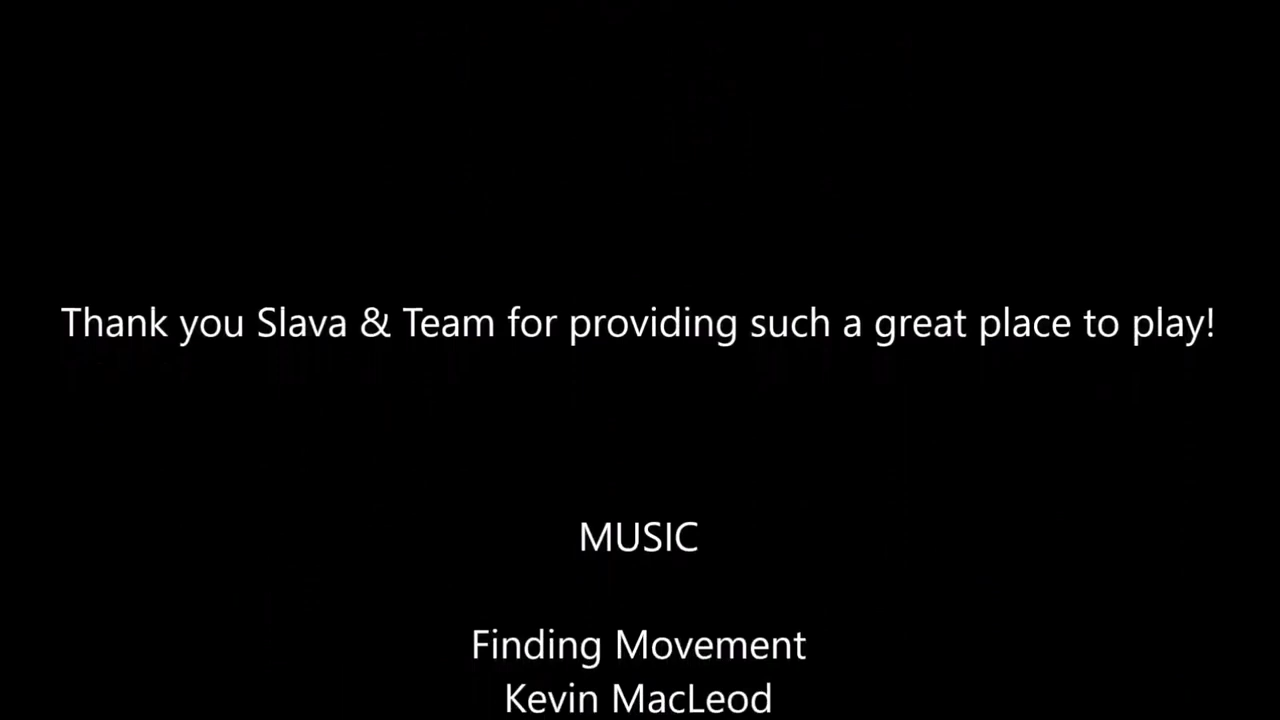 Thank you Slava & Team for providing such a great place to play!
MUSIC
Finding Movement
Kevin MacLeod